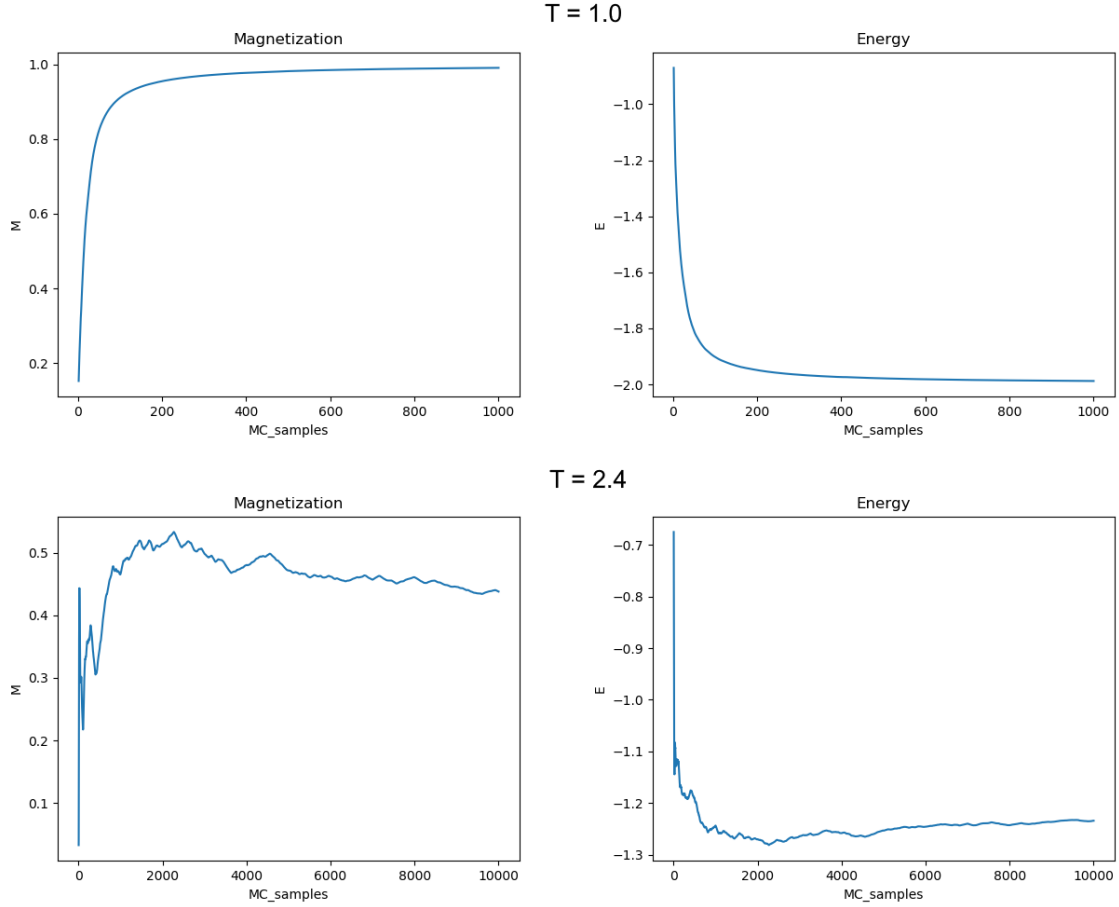 T = 1.0
Magnetization
1.0
0.8
0.6
0.4
0.2
M
0 200 400 600 800 1000
MC_samples
Energy
−1.0
−1.2
−1.4
−1.6
−1.8
−2.0
E
0 200 400 600 800 1000
MC_samples
T = 2.4
Magnetization
0.5
0.4
0.3
0.2
0.1
M
0 2000 4000 6000 8000 10000
MC_samples
Energy
−0.7
−0.8
−0.9
−1.0
−1.1
−1.2
−1.3
E
0 2000 4000 6000 8000 10000
MC_samples